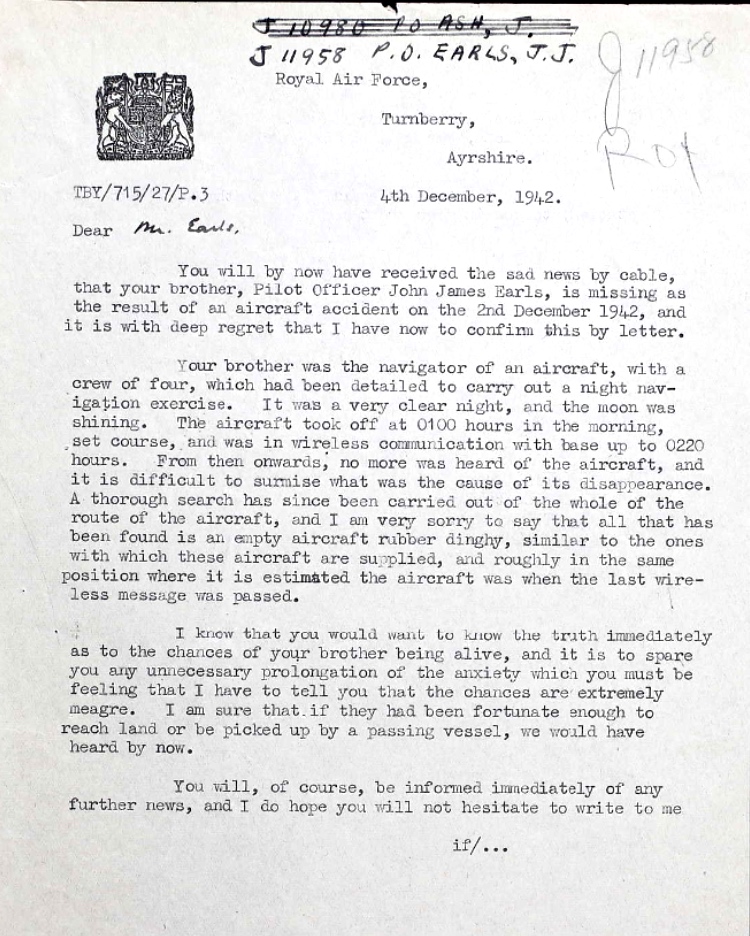 J 10980 PO ASH, J.
J 11958 P.O. EARLS, J.J.
J 11958
Royal Air Force,
Turnberry,
Ayrshire.
TBY/715/27/P.3
4th December, 1942.
Dear Mr. Earls,
You will by now have received the sad news by cable,
that your brother, Pilot Officer John James Earls, is missing as
the result of an aircraft accident on the 2nd December 1942, and
it is with deep regret that I have now to confirm this by letter.
Your brother was the navigator of an aircraft, with a
crew of four, which had been detailed to carry out a night nav-
igation exercise. It was a very clear night, and the moon was
shining. The aircraft took off at 0100 hours in the morning,
set course, and was in wireless communication with base up to 0220
hours. From then onwards, no more was heard of the aircraft, and
it is difficult to surmise what was the cause of its disappearance.
A thorough search has since been carried out of the whole of the
route of the aircraft, and I am very sorry to say that all that has
been found is an empty aircraft rubber dinghy, similar to the ones
with which these aircraft are supplied, and roughly in the same
position where it is estimated the aircraft was when the last wire-
less message was passed.
I know that you would want to know the truth immediately
as to the chances of your brother being alive, and it is to spare
you any unnecessary prolongation of the anxiety which you must be
feeling that I have to tell you that the chances are extremely
meagre. I am sure that if they had been fortunate enough to
reach land or be picked up by a passing vessel, we would have
heard by now.
You will, of course, be informed immediately of any
further news, and I do hope you will not hesitate to write to me
if/...